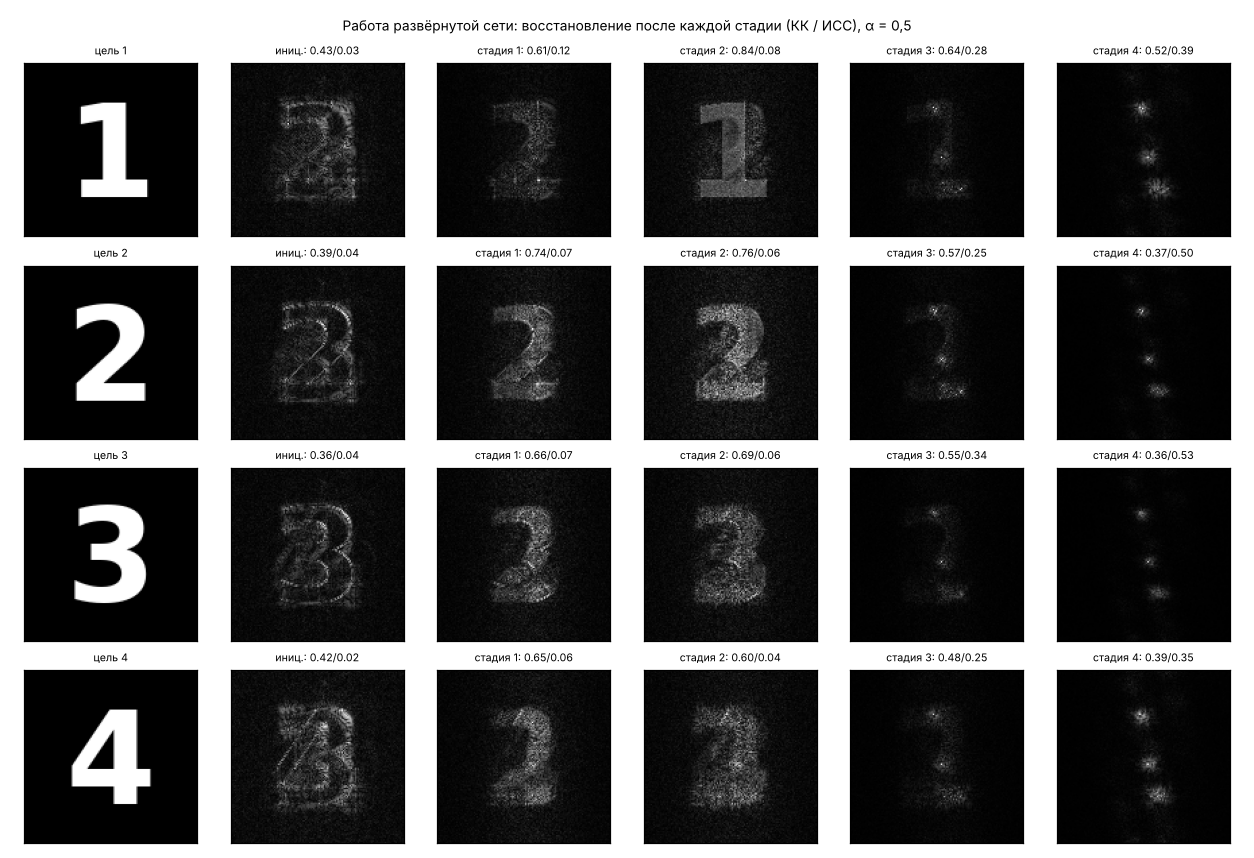 Работа развёрнутой сети: восстановление после каждой стадии (КК / ИСС), α = 0,5
цель 1 иниц.: 0.43/0.03 стадия 1: 0.61/0.12 стадия 2: 0.84/0.08 стадия 3: 0.64/0.28 стадия 4: 0.52/0.39
1
цель 2 иниц.: 0.39/0.04 стадия 1: 0.74/0.07 стадия 2: 0.76/0.06 стадия 3: 0.57/0.25 стадия 4: 0.37/0.50
2
цель 3 иниц.: 0.36/0.04 стадия 1: 0.66/0.07 стадия 2: 0.69/0.06 стадия 3: 0.55/0.34 стадия 4: 0.36/0.53
3
цель 4 иниц.: 0.42/0.02 стадия 1: 0.65/0.06 стадия 2: 0.60/0.04 стадия 3: 0.48/0.25 стадия 4: 0.39/0.35
4